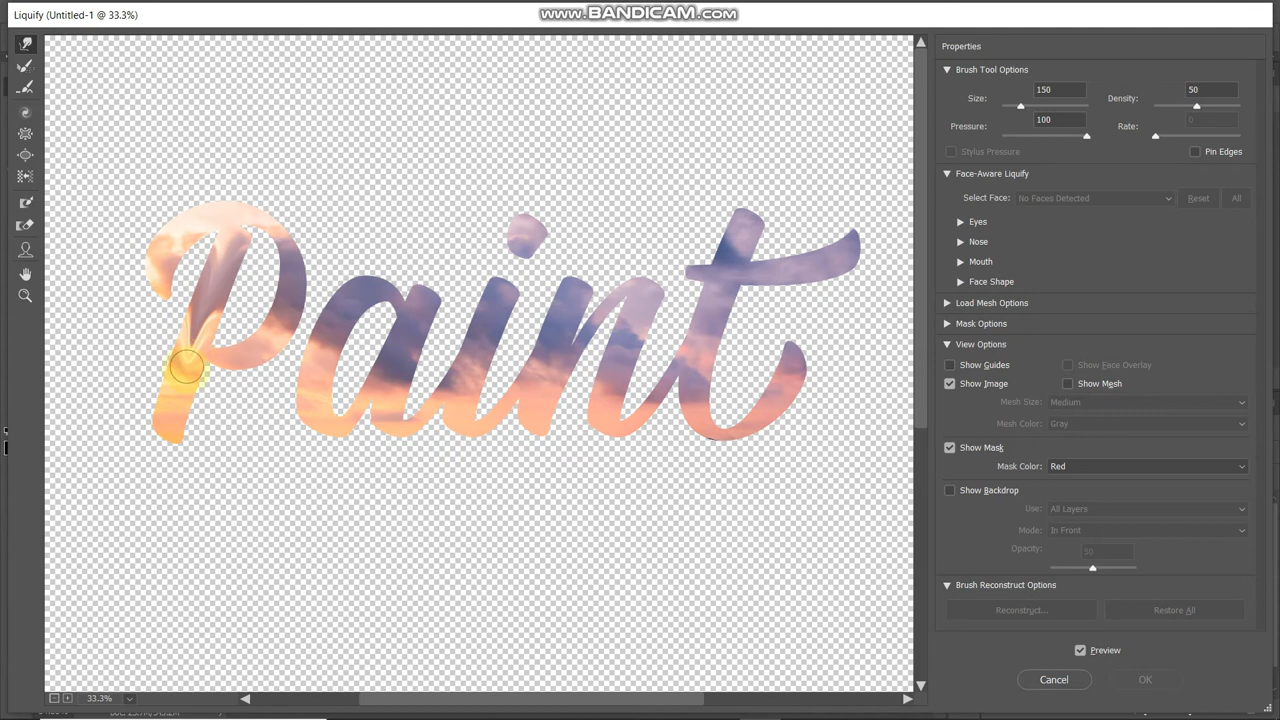 www.BANDICAM.com
Liquify (Untitled-1 @ 33.3%)
Properties
Brush Tool Options
Size: 150 Density: 50
Pressure: 100 Rate: 0
Stylus Pressure Pin Edges
Face-Aware Liquify
Select Face: No Faces Detected Reset All
Eyes
Nose
Mouth
Face Shape
Load Mesh Options
Mask Options
View Options
Show Guides Show Face Overlay
Show Image Show Mesh
Mesh Size: Medium
Mesh Color: Gray
Show Mask
Mask Color: Red
Show Backdrop
Use: All Layers
Mode: In Front
Opacity: 50
Brush Reconstruct Options
Reconstruct... Restore All
Preview
Cancel OK
Paint
33.3%